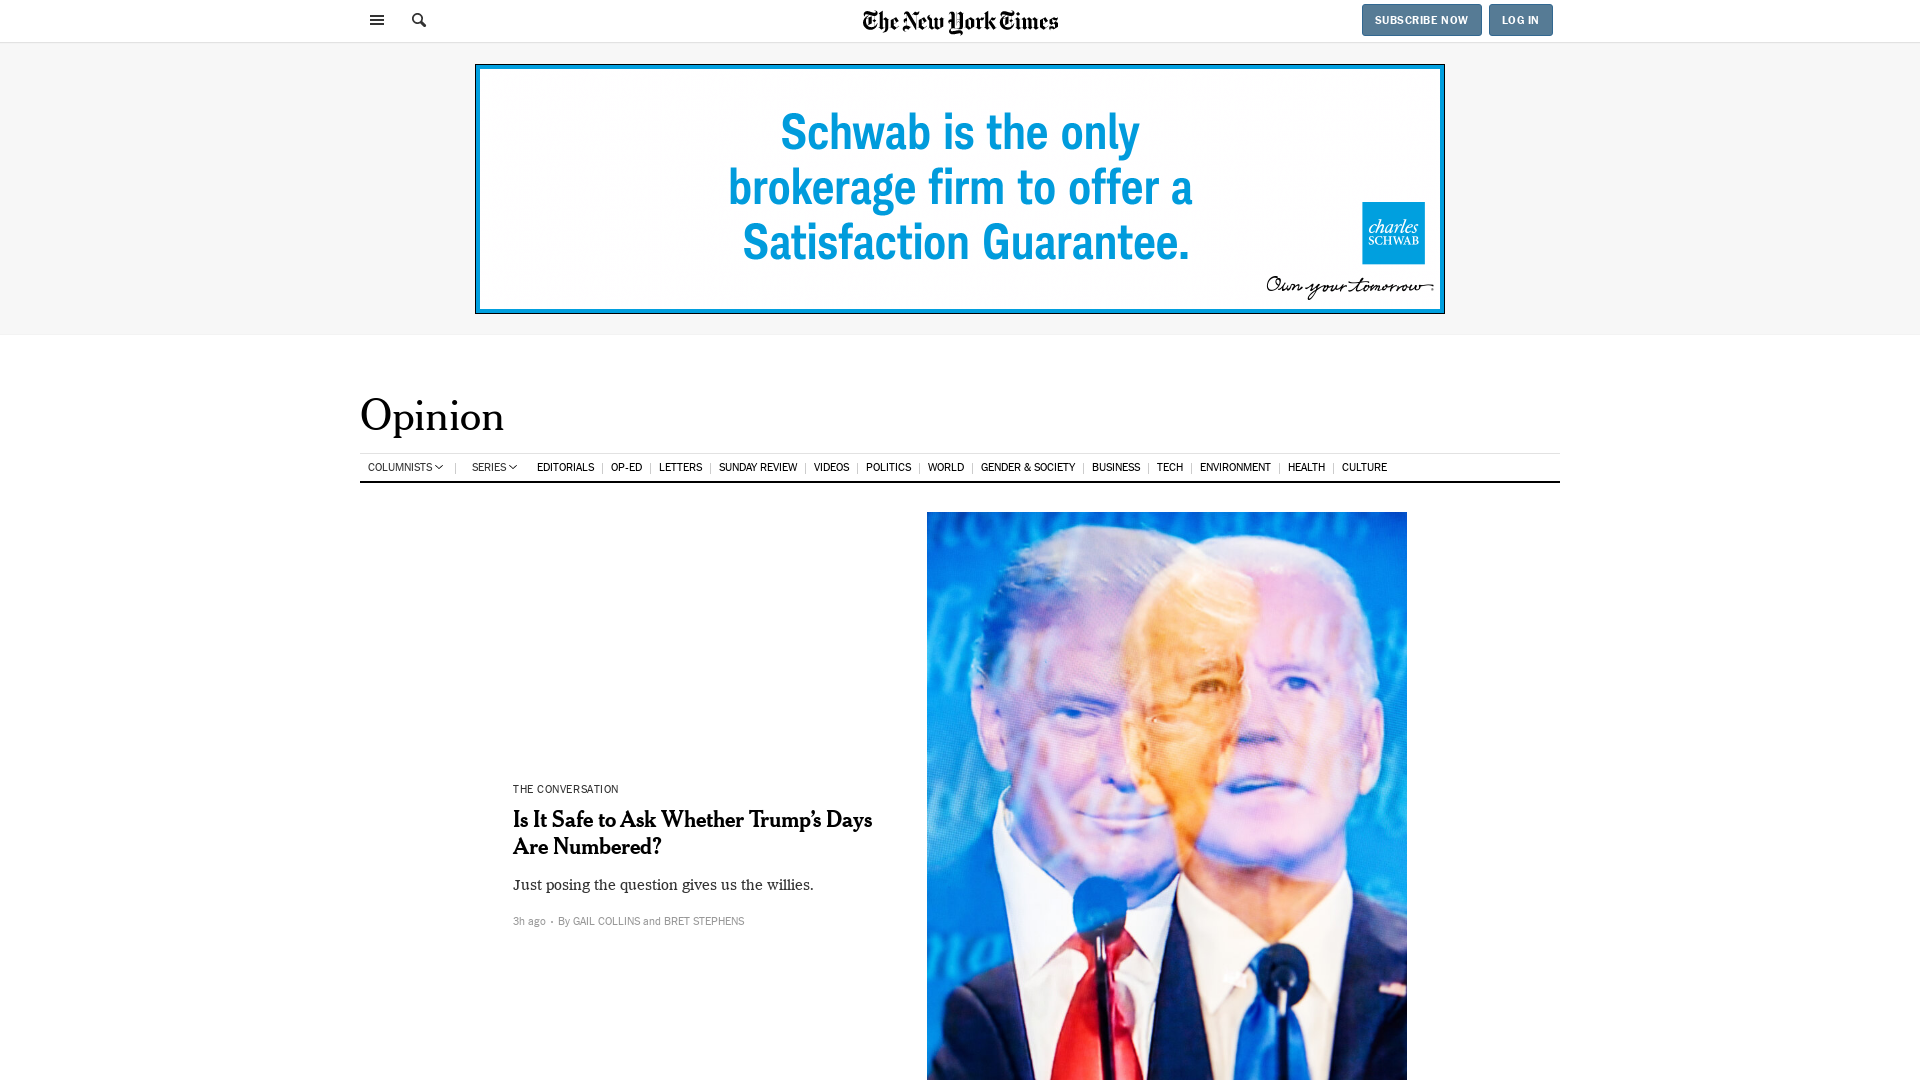 The New York Times
SUBSCRIBE NOW
LOG IN
Schwab is the only
brokerage firm to offer a
Satisfaction Guarantee.
charles
SCHWAB
Own your tomorrow
Opinion
COLUMNISTS SERIES EDITORIALS OP-ED LETTERS SUNDAY REVIEW VIDEOS POLITICS WORLD GENDER & SOCIETY BUSINESS TECH ENVIRONMENT HEALTH CULTURE
THE CONVERSATION
Is It Safe to Ask Whether Trump’s Days
Are Numbered?
Just posing the question gives us the willies.
3h ago • By GAIL COLLINS and BRET STEPHENS